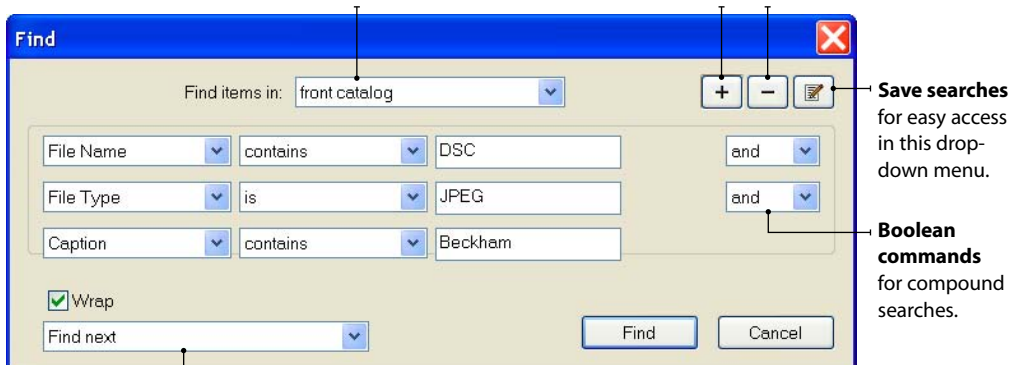 Find
Find items in: front catalog + −
File Name contains DSC and
File Type is JPEG and
Caption contains Beckham
Wrap
Find next Find Cancel
Save searches
for easy access
in this drop-
down menu.
Boolean
commands
for compound
searches.